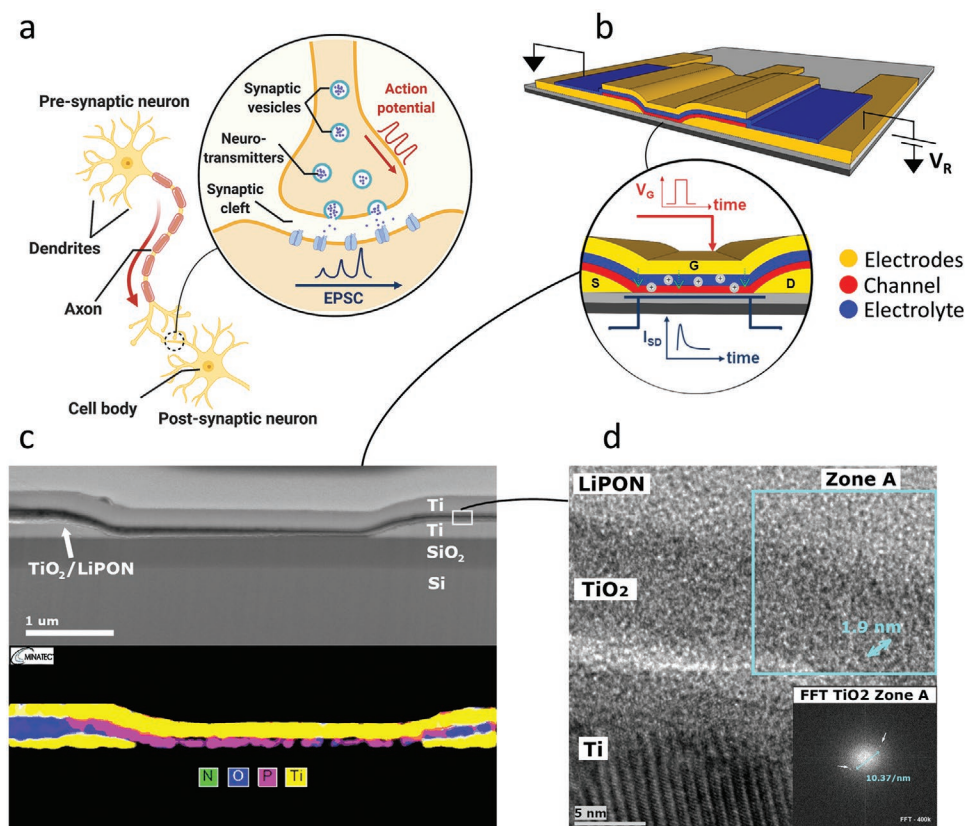 a
Pre-synaptic neuron
Dendrites
Axon
Cell body
Post-synaptic neuron
Synaptic
vesicles
Neuro-
transmitters
Synaptic
cleft
Action
potential
EPSC
b
V_R
V_G
time
G
S
D
I_SD
time
Electrodes
Channel
Electrolyte
c
Ti
Ti
SiO₂
Si
TiO₂/LiPON
1 um
MINATEC
N O P Ti
d
LiPON
Zone A
TiO2
1.9 nm
Ti
5 nm
FFT TiO2 Zone A
10.37/nm
FFT - 400k